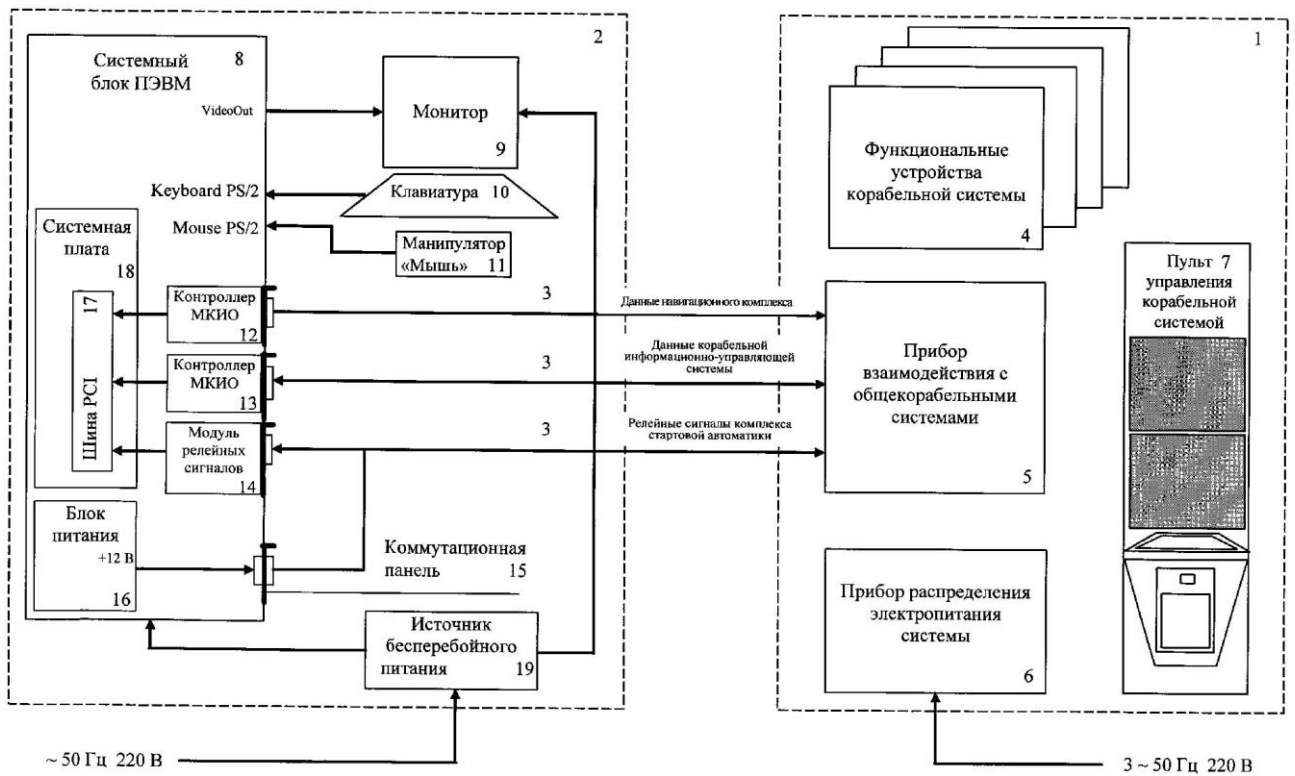 2
Системный
блок ПЭВМ
8
VideoOut
Монитор
9
Keyboard PS/2
Клавиатура 10
Mouse PS/2
Манипулятор
«Мышь» 11
Системная
плата
18
Шина PCI
17
Контроллер
МКИО
12
Контроллер
МКИО
13
Модуль
релейных
сигналов
14
Блок
питания
+12 В
16
Коммутационная
панель 15
Источник
бесперебойного
питания 19
~ 50 Гц 220 В
3
Данные навигационного комплекса
3
Данные корабельной
информационно-управляющей
системы
3
Релейные сигналы комплекса
стартовой автоматики
1
Функциональные
устройства
корабельной системы
4
Прибор
взаимодействия с
общекорабельными
системами
5
Прибор распределения
электропитания
системы
6
Пульт 7
управления
корабельной
системой
3 ~ 50 Гц 220 В